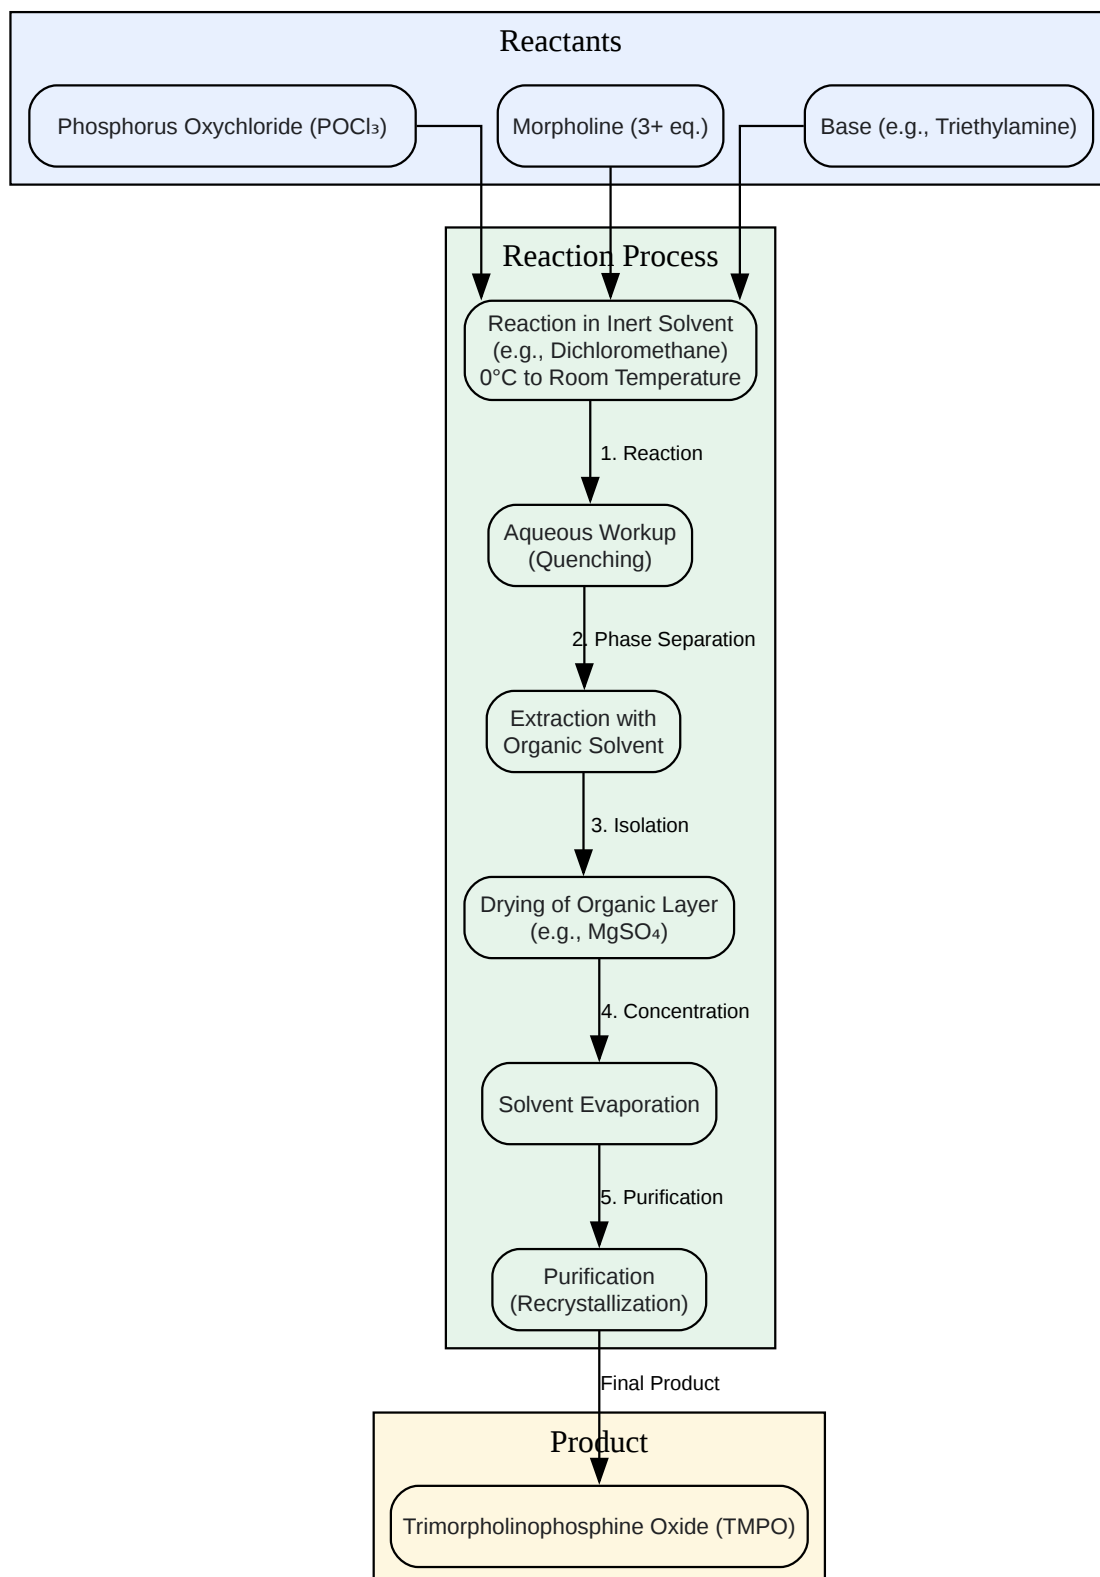 Reactants
Phosphorus Oxychloride (POCl₃)
Morpholine (3+ eq.)
Base (e.g., Triethylamine)
Reaction Process
Reaction in Inert Solvent
(e.g., Dichloromethane)
0°C to Room Temperature
1. Reaction
Aqueous Workup
(Quenching)
2. Phase Separation
Extraction with
Organic Solvent
3. Isolation
Drying of Organic Layer
(e.g., MgSO₄)
4. Concentration
Solvent Evaporation
5. Purification
Purification
(Recrystallization)
Final Product
Product
Trimorpholinophosphine Oxide (TMPO)